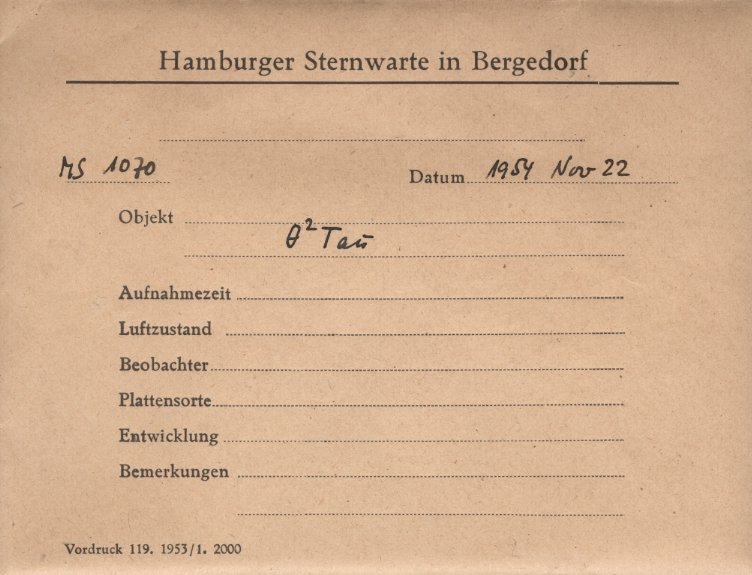 Hamburger Sternwarte in Bergedorf
MS 1070 Datum 1954 Nov 22
Objekt
θ² Tau
Aufnahmezeit
Luftzustand
Beobachter
Plattensorte
Entwicklung
Bemerkungen
Vordruck 119. 1953/1. 2000